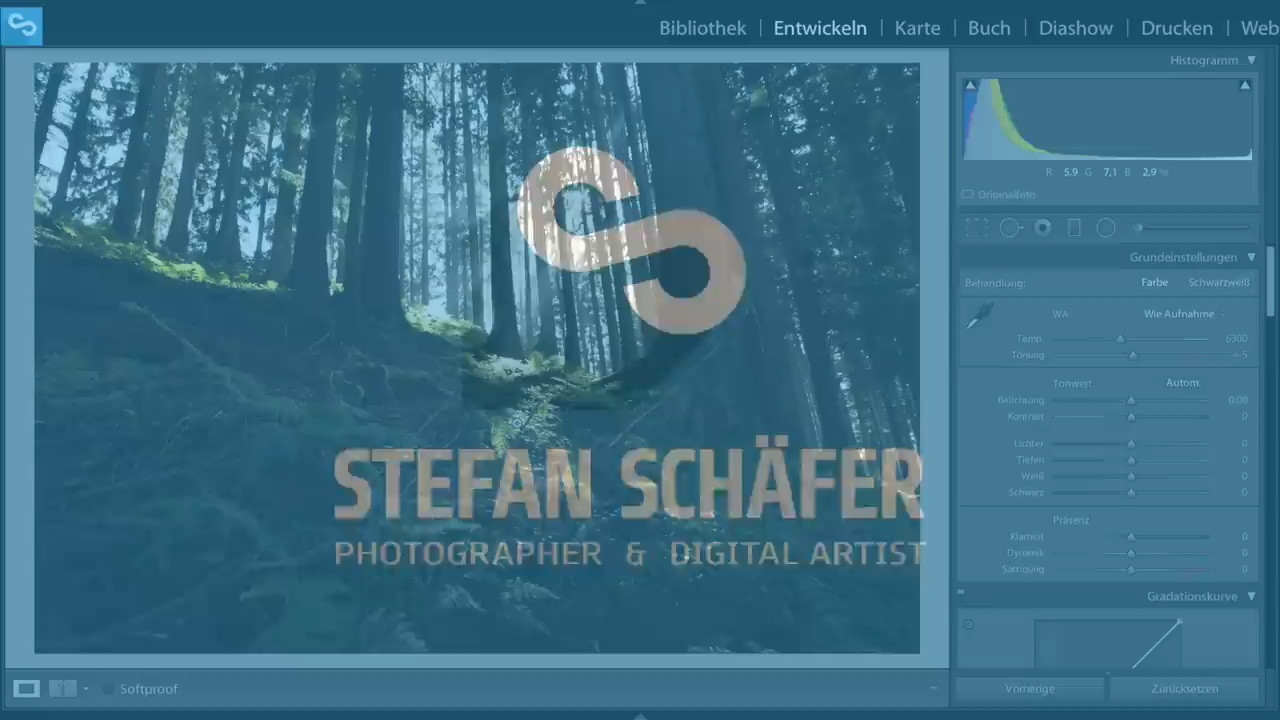 Bibliothek | Entwickeln | Karte | Buch | Diashow | Drucken | Web
Histogramm
R 5,9 G 7,1 B 2,9 %
Originalfoto
Grundeinstellungen
Behandlung: Farbe Schwarzweiß
WA: Wie Aufnahme
Temp. 6300
Tönung + 5
Tonwert Autom.
Belichtung 0,00
Kontrast 0
Lichter 0
Tiefen 0
Weiß 0
Schwarz 0
Präsenz
Klarheit 0
Dynamik 0
Sättigung 0
Gradationskurve
STEFAN SCHÄFER
PHOTOGRAPHER & DIGITAL ARTIST
Softproof
Vorherige Zurücksetzen